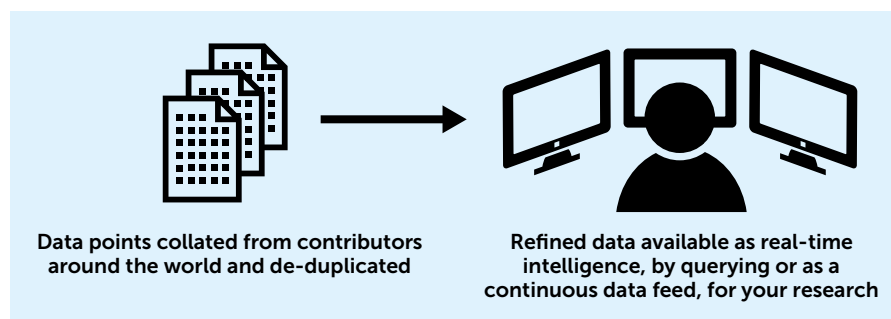 Data points collated from contributors
around the world and de-duplicated
Refined data available as real-time
intelligence, by querying or as a
continuous data feed, for your research